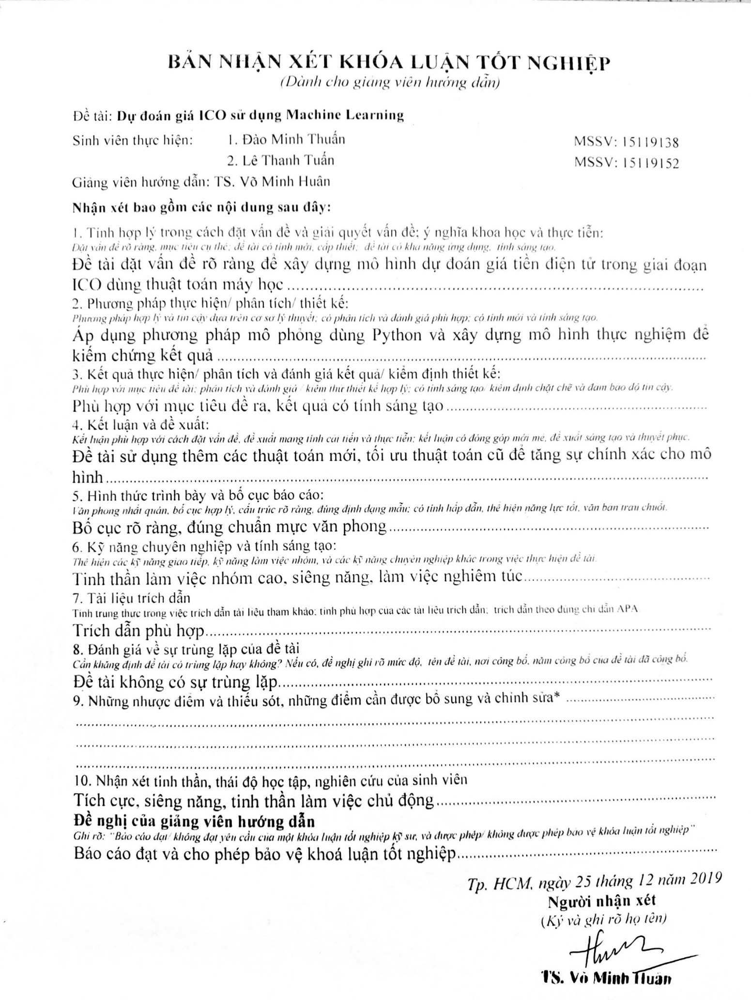 BẢN NHẬN XÉT KHÓA LUẬN TỐT NGHIỆP
(Dành cho giảng viên hướng dẫn)
Đề tài: Dự đoán giá ICO sử dụng Machine Learning
Sinh viên thực hiện: 1. Đào Minh Thuấn MSSV: 15119138
2. Lê Thanh Tuấn MSSV: 15119152
Giảng viên hướng dẫn: TS. Võ Minh Huân
Nhận xét bao gồm các nội dung sau đây:
1. Tính hợp lý trong cách đặt vấn đề và giải quyết vấn đề; ý nghĩa khoa học và thực tiễn:
Đặt vấn đề rõ ràng, mục tiêu cụ thể; đề tài có tính mới, cấp thiết; đề tài có khả năng ứng dụng, tính sáng tạo.
Đề tài đặt vấn đề rõ ràng để xây dựng mô hình dự đoán giá tiền điện tử trong giai đoạn
ICO dùng thuật toán máy học
2. Phương pháp thực hiện/ phân tích/ thiết kế:
Phương pháp hợp lý và tin cậy dựa trên cơ sở lý thuyết; có phân tích và đánh giá phù hợp; có tính mới và tính sáng tạo.
Áp dụng phương pháp mô phỏng dùng Python và xây dựng mô hình thực nghiệm để
kiểm chứng kết quả
3. Kết quả thực hiện/ phân tích và đánh giá kết quả/ kiểm định thiết kế:
Phù hợp với mục tiêu đề tài; phân tích và đánh giá / kiểm thử thiết kế hợp lý; có tính sáng tạo/ kiểm định chặt chẽ và đảm bảo độ tin cậy.
Phù hợp với mục tiêu đề ra, kết quả có tính sáng tạo
4. Kết luận và đề xuất:
Kết luận phù hợp với cách đặt vấn đề, đề xuất mang tính cải tiến và thực tiễn; kết luận có đóng góp mới mẻ, đề xuất sáng tạo và thuyết phục.
Đề tài sử dụng thêm các thuật toán mới, tối ưu thuật toán cũ để tăng sự chính xác cho mô
hình
5. Hình thức trình bày và bố cục báo cáo:
Văn phong nhất quán, bố cục hợp lý, cấu trúc rõ ràng, đúng định dạng mẫu; có tính hấp dẫn, thể hiện năng lực tốt, văn bản trau chuốt.
Bố cục rõ ràng, đúng chuẩn mực văn phong
6. Kỹ năng chuyên nghiệp và tính sáng tạo:
Thể hiện các kỹ năng giao tiếp, kỹ năng làm việc nhóm, và các kỹ năng chuyên nghiệp khác trong việc thực hiện đề tài.
Tinh thần làm việc nhóm cao, siêng năng, làm việc nghiêm túc
7. Tài liệu trích dẫn
Tính trung thực trong việc trích dẫn tài liệu tham khảo; tính phù hợp của các tài liệu trích dẫn; trích dẫn theo đúng chỉ dẫn APA
Trích dẫn phù hợp
8. Đánh giá về sự trùng lặp của đề tài
Cần khẳng định đề tài có trùng lặp hay không? Nếu có, đề nghị ghi rõ mức độ, tên đề tài, nơi công bố, năm công bố của đề tài đã công bố.
Đề tài không có sự trùng lặp
9. Những nhược điểm và thiếu sót, những điểm cần được bổ sung và chỉnh sửa*
10. Nhận xét tinh thần, thái độ học tập, nghiên cứu của sinh viên
Tích cực, siêng năng, tinh thần làm việc chủ động
Đề nghị của giảng viên hướng dẫn
Ghi rõ: "Báo cáo đạt/ không đạt yêu cầu của một khóa luận tốt nghiệp kỹ sư, và được phép/ không được phép bảo vệ khóa luận tốt nghiệp"
Báo cáo đạt và cho phép bảo vệ khoá luận tốt nghiệp
Tp. HCM, ngày 25 tháng 12 năm 2019
Người nhận xét
(Ký và ghi rõ họ tên)
TS. Võ Minh Huân